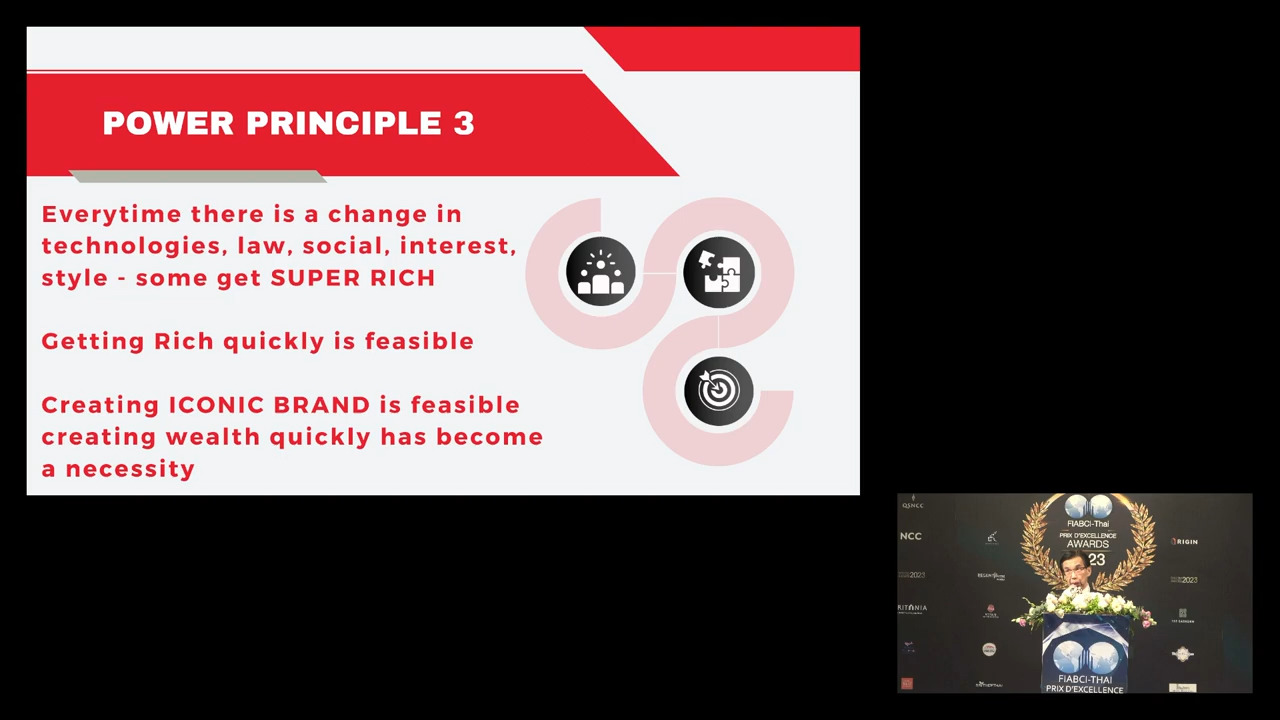 POWER PRINCIPLE 3
Everytime there is a change in
technologies, law, social, interest,
style - some get SUPER RICH
Getting Rich quickly is feasible
Creating ICONIC BRAND is feasible
creating wealth quickly has become
a necessity
QSNCC
NCC
FIABCI-Thai
PRIX D'EXCELLENCE
AWARDS
23
RIGIN
2023
2023
RITANIA
FIABCI-THAI
PRIX D'EXCELLENCE